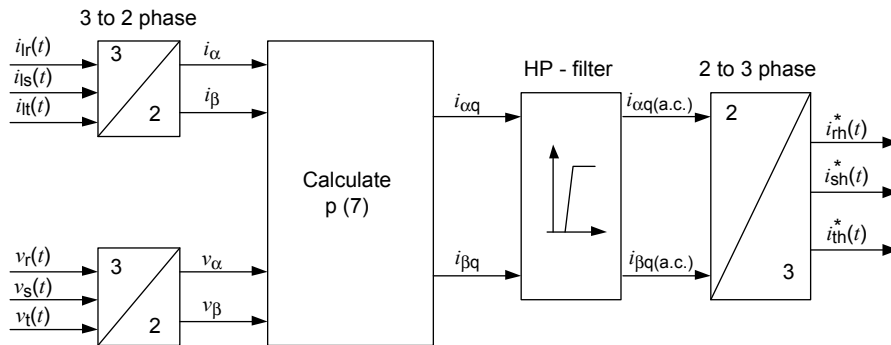 3 to 2 phase
i_lr(t)
i_ls(t)
i_lt(t)
3
2
i_α
i_β
v_r(t)
v_s(t)
v_t(t)
3
2
v_α
v_β
Calculate
p (7)
i_αq
i_βq
HP - filter
i_αq(a.c.)
i_βq(a.c.)
2 to 3 phase
2
3
i*_rh(t)
i*_sh(t)
i*_th(t)